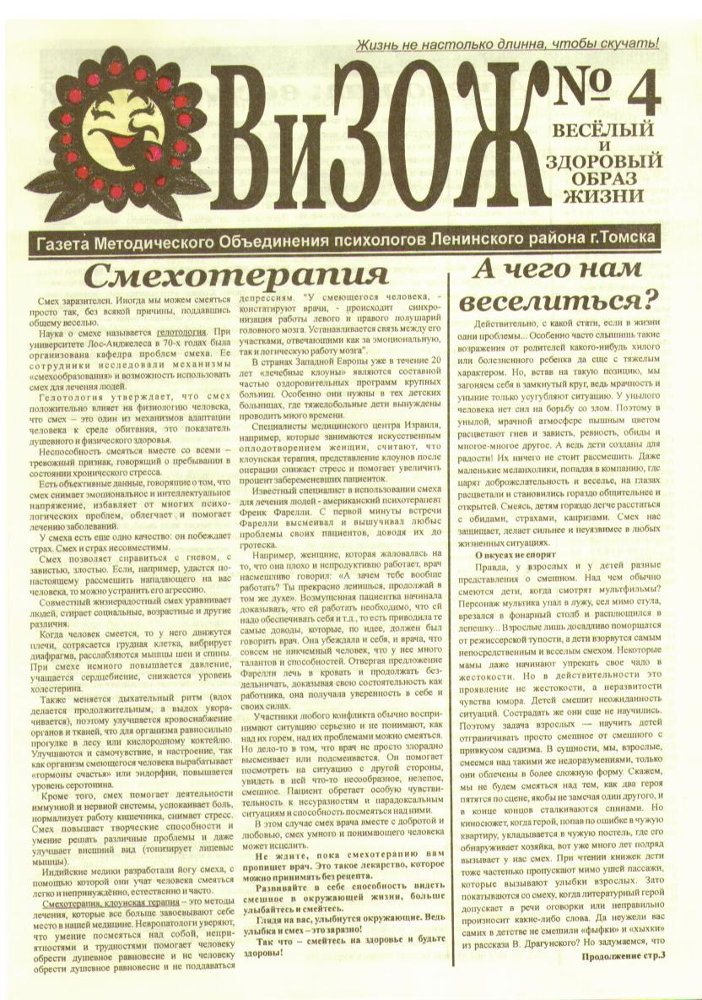 Жизнь не настолько длинна, чтобы скучать!
ВиЗОЖ
№ 4
ВЕСЁЛЫЙ
И
ЗДОРОВЫЙ
ОБРАЗ
ЖИЗНИ
Газета Методического Объединения психологов Ленинского района г.Томска
Смехотерапия
Смех заразителен. Иногда мы можем смеяться
просто так, без всякой причины, поддавшись
общему веселью.
Наука о смехе называется гелотология. При
университете Лос-Анджелеса в 70-х годах была
организована кафедра проблем смеха. Ее
сотрудники исследовали механизмы
«смехообразования» и возможность использовать
смех для лечения людей.
Гелотология утверждает, что смех
положительно влияет на физиологию человека,
что смех – это один из механизмов адаптации
человека к среде обитания, это показатель
душевного и физического здоровья.
Неспособность смеяться вместе со всеми –
тревожный признак, говорящий о пребывании в
состоянии хронического стресса.
Есть объективные данные, говорящие о том, что
смех снимает эмоциональное и интеллектуальное
напряжение, избавляет от многих психо-
логических проблем, облегчает и помогает
лечению заболеваний.
У смеха есть еще одно качество: он побеждает
страх. Смех и страх несовместимы.
Смех позволяет справиться с гневом, с
завистью, злостью. Если, например, удастся по-
настоящему рассмешить нападающего на вас
человека, то можно устранить его агрессию.
Совместный жизнерадостный смех уравнивает
людей, стирает социальные, возрастные и другие
различия.
Когда человек смеется, то у него движутся
плечи, сотрясается грудная клетка, вибрирует
диафрагма, расслабляются мышцы шеи и спины.
При смехе немного повышается давление,
учащается сердцебиение, снижается уровень
холестерина.
Также меняется дыхательный ритм (вдох
делается продолжительным, а выдох укора-
чивается), поэтому улучшается кровоснабжение
органов и тканей, что для организма равносильно
прогулке в лесу или кислородному коктейлю.
Улучшаются и самочувствие, и настроение, так
как организм смеющегося человека вырабатывает
«гормоны счастья» или эндорфин, повышается
уровень серотонина.
Кроме того, смех помогает деятельности
иммунной и нервной системы, успокаивает боль,
нормализует работу кишечника, снимает стресс.
Смех повышает творческие способности и
умение решать различные проблемы и даже
улучшает внешний вид (тонизирует лицевые
мышцы).
Индийские медики разработали йогу смеха, с
помощью которой они учат человека смеяться
легко и непринуждённо, естественно и часто.
Смехотерапия, клоунская терапия – это методы
лечения, которые все больше завоевывают себе
место в нашей медицине. Невропатологи уверяют,
что умение посмеяться над собой, непри-
ятностями и трудностями помогает человеку
обрести душевное равновесие и не человеку
обрести душевное равновесие и не поддаваться
депрессиям. "У смеющегося человека, -
констатируют врачи, - происходит синхро-
низация работы левого и правого полушарий
головного мозга. Устанавливается связь между его
участками, отвечающими как за эмоциональную,
так и логическую работу мозга".
В странах Западной Европы уже в течение 20
лет «лечебные клоуны» являются составной
частью оздоровительных программ крупных
больниц. Особенно они нужны в тех детских
больницах, где тяжелобольные дети вынуждены
проводить много времени.
Специалисты медицинского центра Израиля,
например, которые занимаются искусственным
оплодотворением женщин, считают, что
клоунская терапия, представление клоунов после
операции снижает стресс и помогает увеличить
процент забеременевших пациенток.
Известный специалист в использовании смеха
для лечения людей - американский психотерапевт
Френк Фарелли. С первой минуты встречи
Фарелли высмеивал и вышучивал любые
проблемы своих пациентов, доводя их до
гротеска.
Например, женщине, которая жаловалась на
то, что она плохо и непродуктивно работает, врач
насмешливо говорил: «А зачем тебе вообще
работать? Ты прекрасно ленишься, продолжай в
том же духе». Возмущенная пациентка начинала
доказывать, что ей работать необходимо, что ей
надо обеспечивать себя и т.д., то есть приводила те
самые доводы, которые, по идее, должен был
говорить врач. Она убеждала и себя, и врача, что
совсем не никчемный человек, что у нее много
талантов и способностей. Отвергая предложение
Фарелли лечь в кровати и продолжать без-
дельничать, доказывая свою состоятельность как
работника, она получала уверенность в себе и
своих силах.
Участники любого конфликта обычно воспри-
нимают ситуацию серьезно и не понимают, как
над их горем, над их проблемами можно смеяться.
Но дело-то в том, что врач не просто злорадно
высмеивает или подсмеивается. Он помогает
посмотреть на ситуацию с другой стороны,
увидеть в ней что-то несообразное, нелепое,
смешное. Пациент обретает особую чувстви-
тельность к несуразностям и парадоксальным
ситуациям и способность посмеяться над ними.
В этом случае смех врача вместе с добротой и
любовью, смех умного и понимающего человека
может исцелить.
Не ждите, пока смехотерапию вам
пропишет врач. Это такое лекарство, которое
можно принимать без рецепта.
Развивайте в себе способность видеть
смешное в окружающей жизни, больше
улыбайтесь и смейтесь.
Глядя на вас, улыбнутся окружающие. Ведь
улыбка и смех – это заразно!
Так что – смейтесь на здоровье и будьте
здоровы!
А чего нам
веселиться?
Действительно, с какой стати, если в жизни
одни проблемы... Особенно часто слышишь такие
возражения от родителей какого-нибудь хилого
или болезненного ребенка да еще с тяжелым
характером. Но, встав на такую позицию, мы
загоняем себя в замкнутый круг, ведь мрачность и
уныние только усугубляют ситуацию. У унылого
человека нет сил на борьбу со злом. Поэтому в
унылой, мрачной атмосфере пышным цветом
расцветают гнев и зависть, ревность, обиды и
многое-многое другое. А ведь дети созданы для
радости! Их ничего не стоит рассмешить. Даже
маленькие меланхолики, попадая в компанию, где
царят доброжелательность и веселье, на глазах
расцветали и становились гораздо общительнее и
открытей. Смеясь, детям гораздо легче расстаться
с обидами, страхами, капризами. Смех нас
защищает, делает сильнее и неуязвимее в любых
жизненных ситуациях.
О вкусах не спорят
Правда, у взрослых и у детей разные
представления о смешном. Над чем обычно
смеются дети, когда смотрят мультфильмы?
Персонаж мультика упал в лужу, сел мимо стула,
врезался в фонарный столб и расплющился в
лепешку... Взрослые лишь досадливо поморщатся
от режиссерской тупости, а дети взорвутся самым
непосредственным и веселым смехом. Некоторые
мамы даже начинают упрекать свое чадо в
жестокости. Но в действительности это
проявление не жестокости, а неразвитости
чувства юмора. Детей смешит неожиданность
ситуаций. Сострадать же они еще не научились.
Поэтому задача взрослых — научить детей
отграничивать просто смешное от смешного с
привкусом садизма. В сущности, мы, взрослые,
смеемся над такими же недоразумениями, только
они облечены в более сложную форму. Скажем,
мы не будем смеяться над тем, как два героя
пятятся по сцене, якобы не замечая один другого, и
в конце концов сталкиваются спинами. Но
киносюжет, когда герой, попав по ошибке в чужую
квартиру, укладывается в чужую постель, где его
обнаруживает хозяйка, вот уже много лет подряд
вызывает у нас смех. При чтении книжек дети
тоже частенько пропускают мимо ушей пассажи,
которые вызывают улыбки взрослых. Зато
покатываются со смеху, когда литературный герой
допускает в речи оговорки или неправильно
произносит какие-либо слова. Да неужели вас
самих в детстве не смешили «фыфки» и «хыхки»
из рассказа В. Драгунского? Но задумаемся, что
Продолжение стр.3